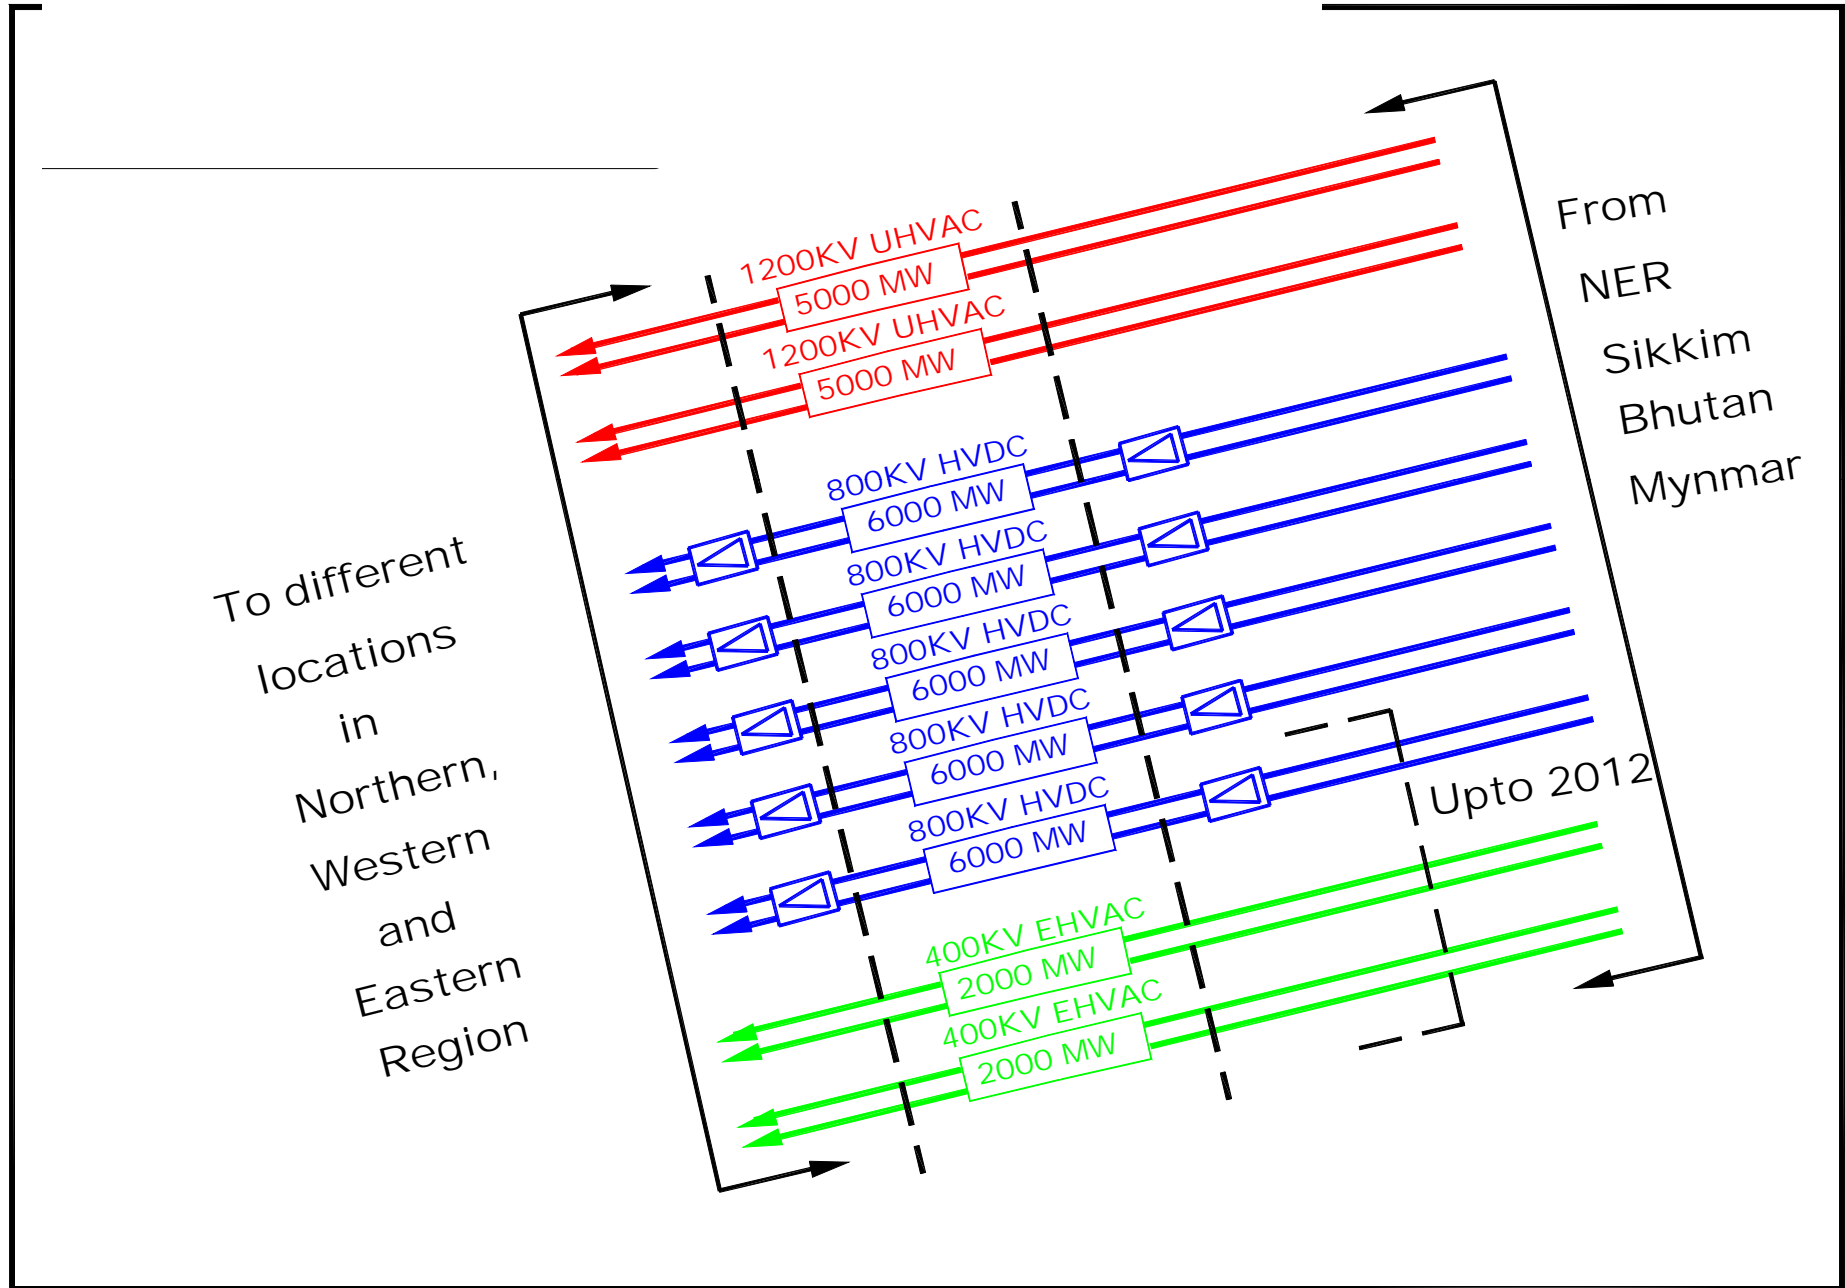 1200KV UHVAC
5000 MW
1200KV UHVAC
5000 MW
800KV HVDC
6000 MW
800KV HVDC
6000 MW
800KV HVDC
6000 MW
800KV HVDC
6000 MW
800KV HVDC
6000 MW
400KV EHVAC
2000 MW
400KV EHVAC
2000 MW
From
NER
Sikkim
Bhutan
Mynmar
Upto 2012
To different
locations
in
Northern,
Western
and
Eastern
Region